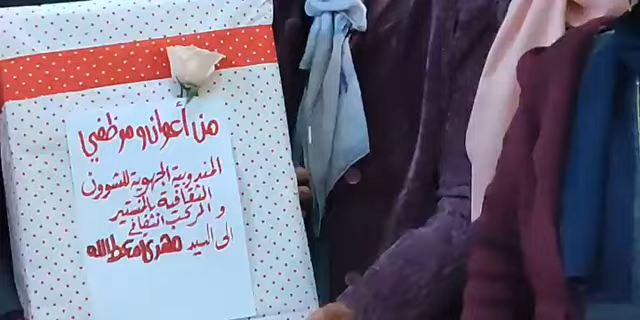 من أعوان و موظفي
المندوبية الجهوية للشؤون
الثقافية بالمنستير
و المركب الثقافي
الى السيد